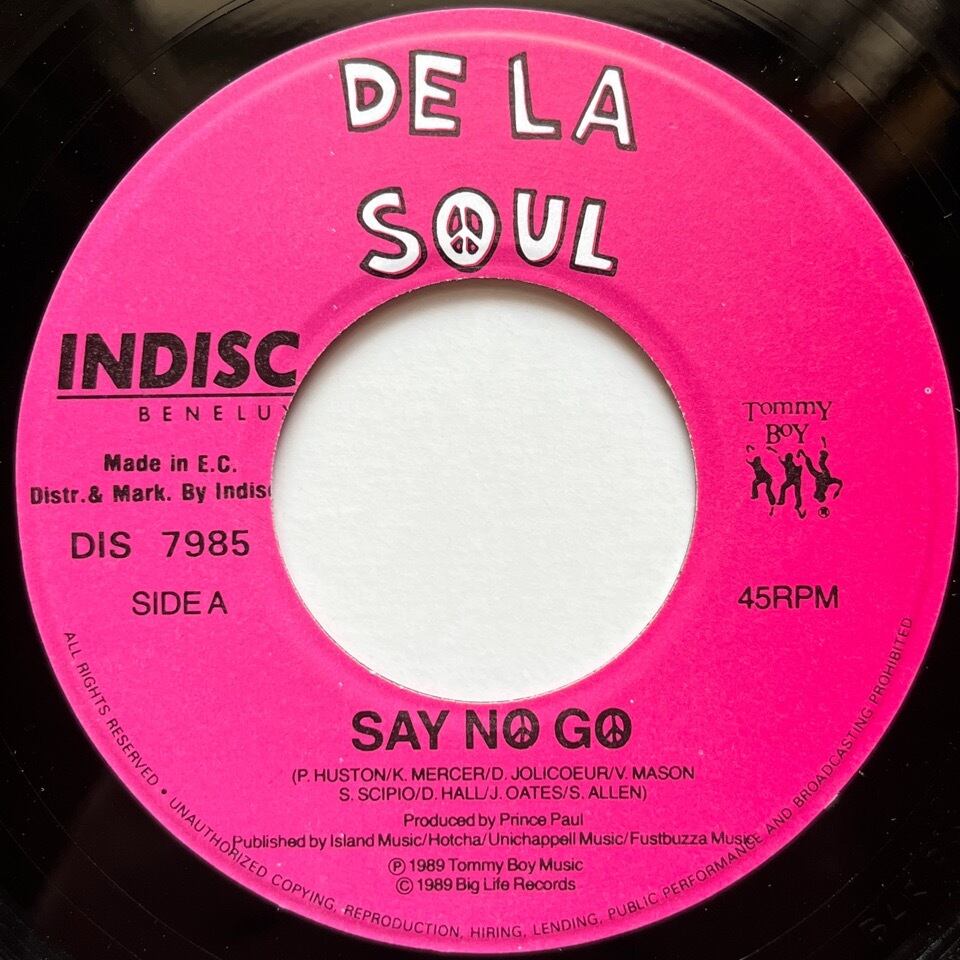 DE LA
SOUL
INDISC
BENELU
Made in E.C.
Distr.& Mark. By Indisc
DIS 7985
SIDE A
Tommy
BOY
®
45RPM
SAY NO GO
(P. HUSTON/K. MERCER/D. JOLICOEUR/V. MASON
S. SCIPIO/D. HALL/J. OATES/S. ALLEN)
Produced by Prince Paul
Published by Island Music/Hotcha/Unichappell Music/Fustbuzza Music
Ⓟ 1989 Tommy Boy Music
© 1989 Big Life Records
ALL RIGHTS RESERVED • UNAUTHORIZED COPYING, REPRODUCTION, HIRING, LENDING, PUBLIC PERFORMANCE AND BROADCASTING PROHIBITED